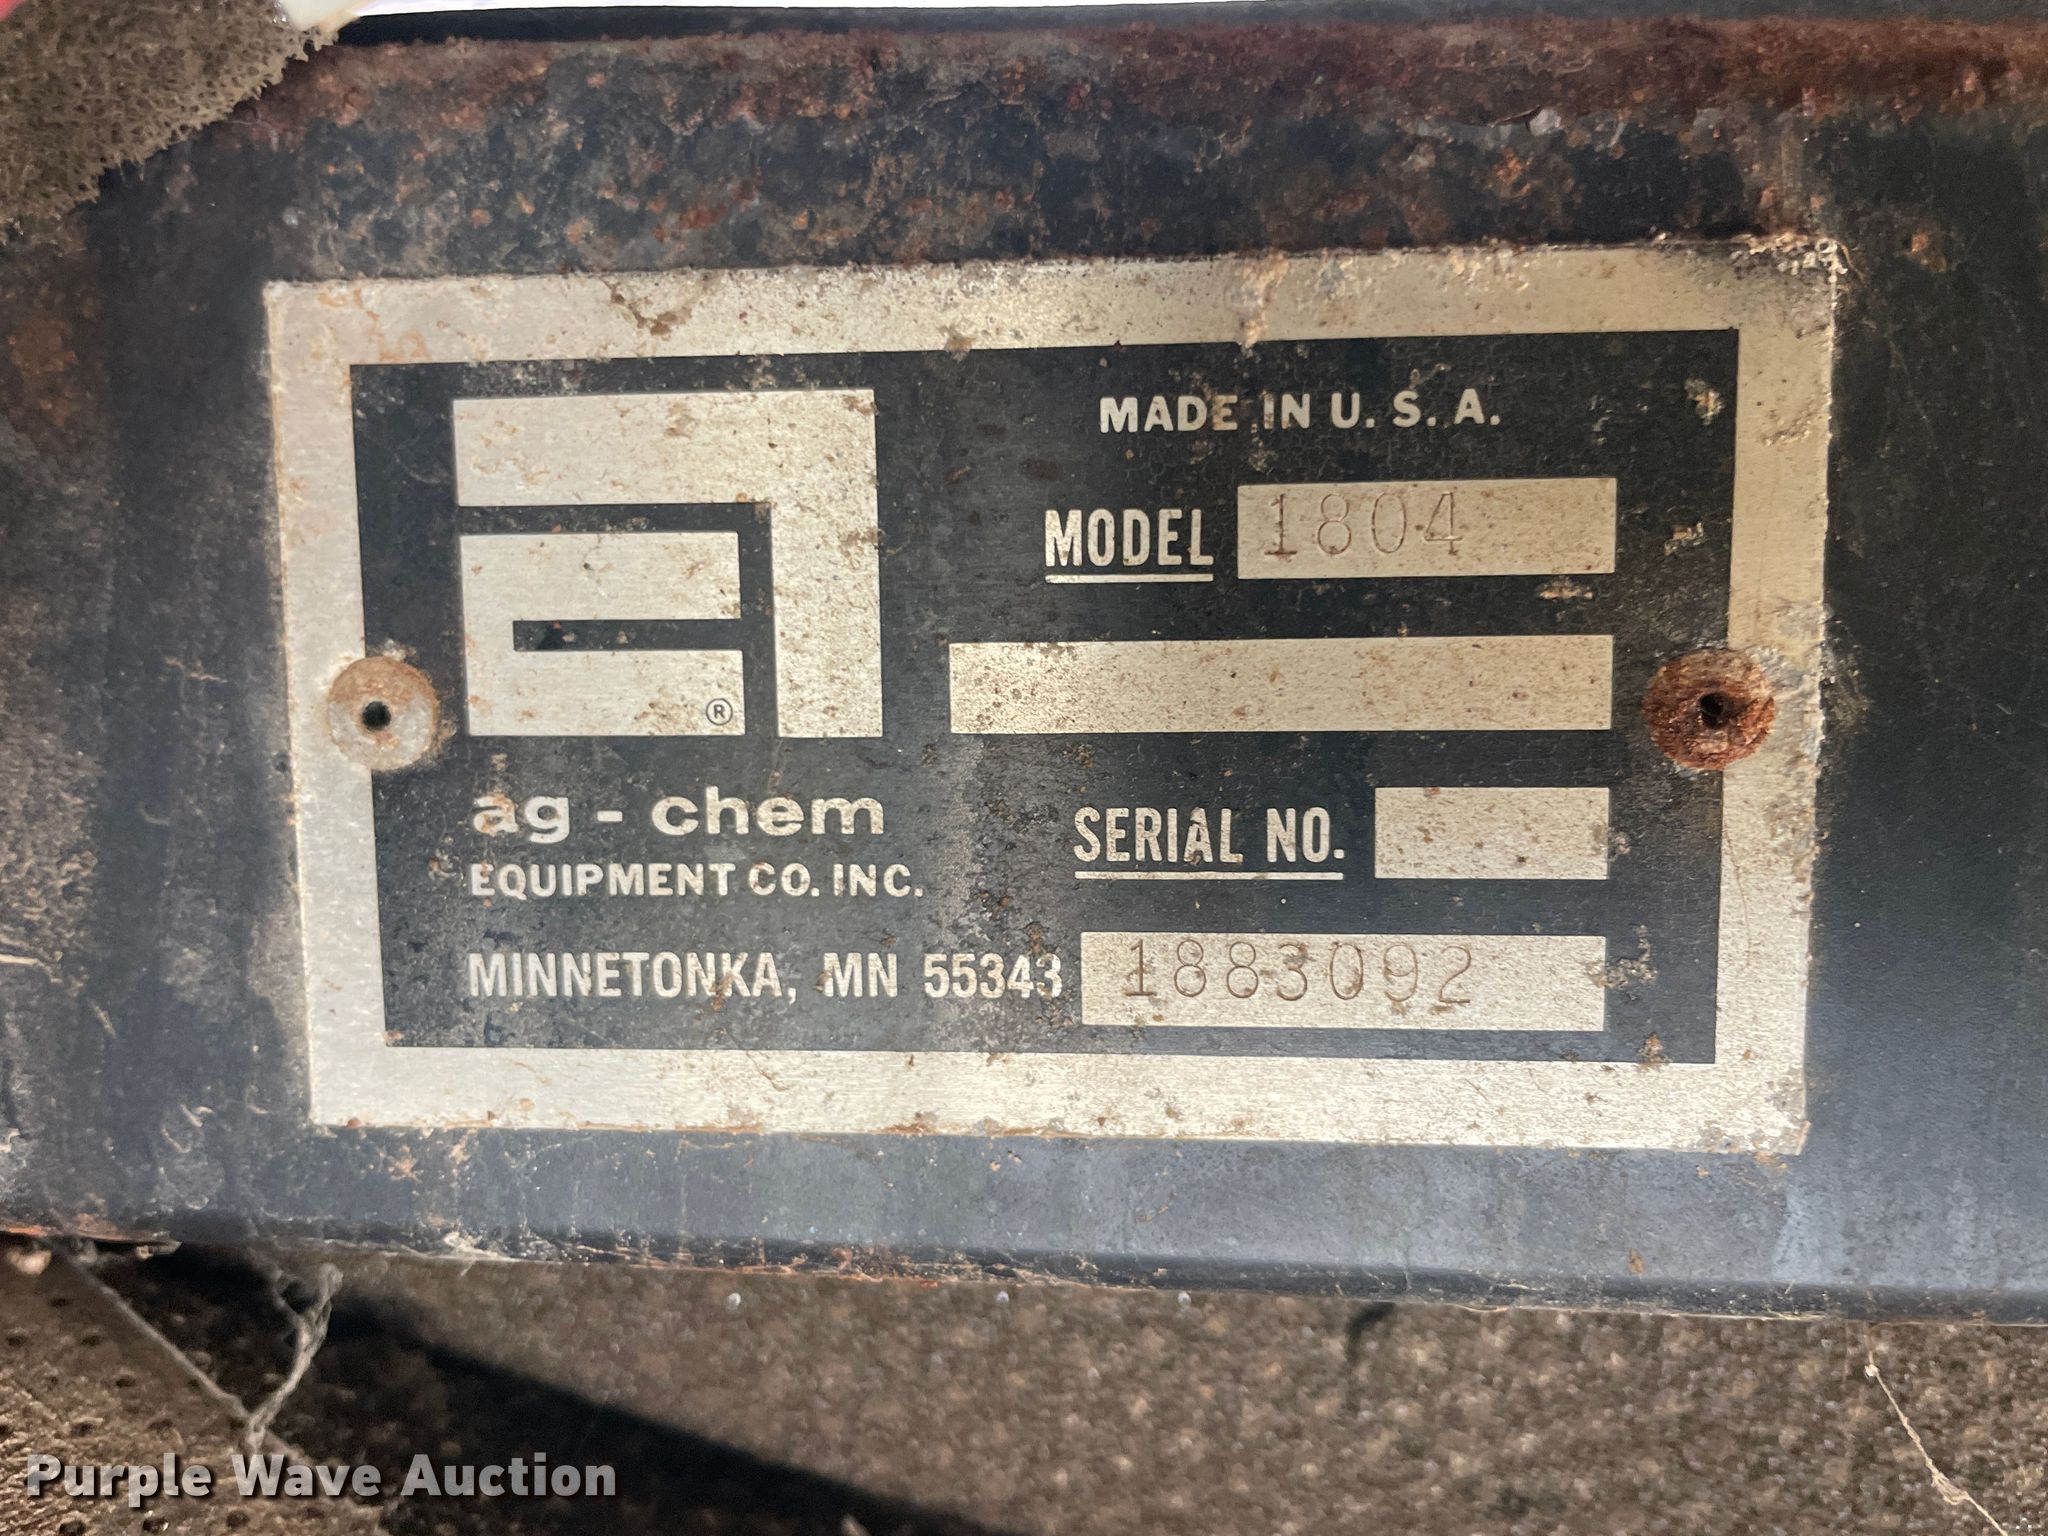 MADE IN U. S. A.
MODEL 1804
®
ag - chem
EQUIPMENT CO. INC.
SERIAL NO.
MINNETONKA, MN 55343 1883092
Purple Wave Auction